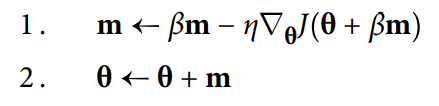 1. m ← βm − η∇θJ(θ + βm)
2. θ ← θ + m